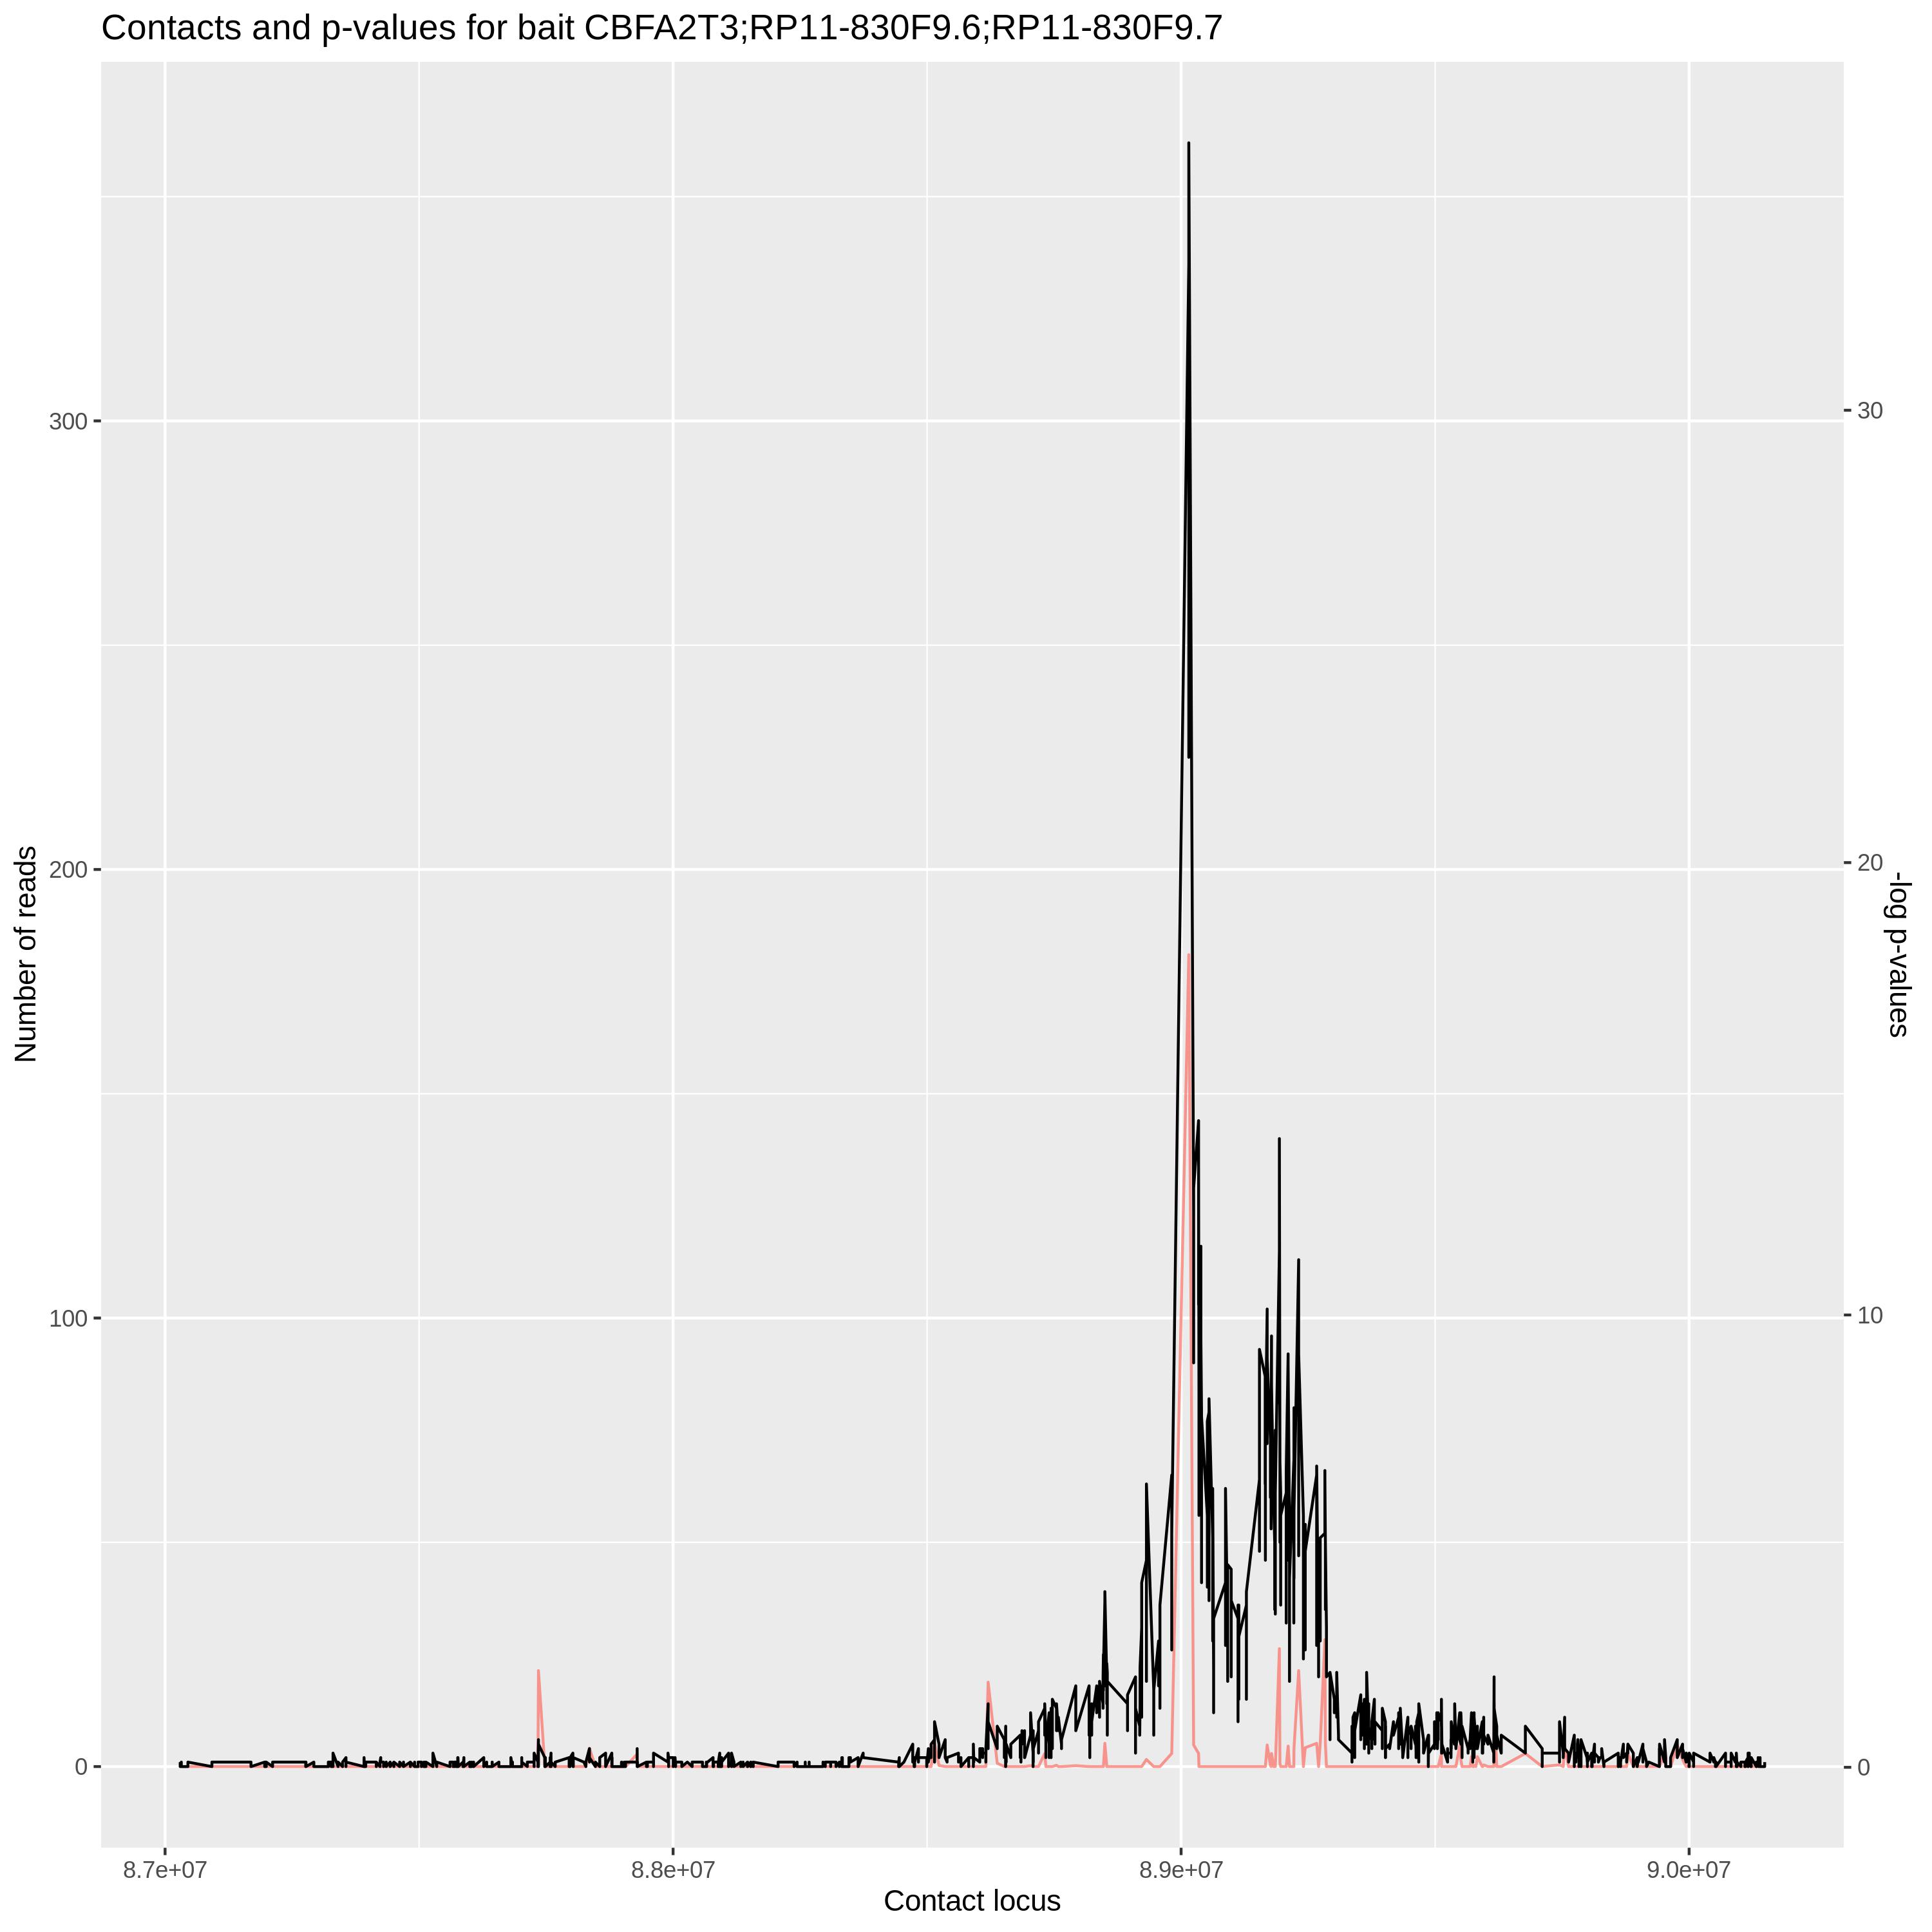 Contacts and p-values for bait CBFA2T3;RP11-830F9.6;RP11-830F9.7
Number of reads
300
200
100
0
30
20
10
0
-log p-values
8.7e+07 8.8e+07 8.9e+07 9.0e+07
Contact locus